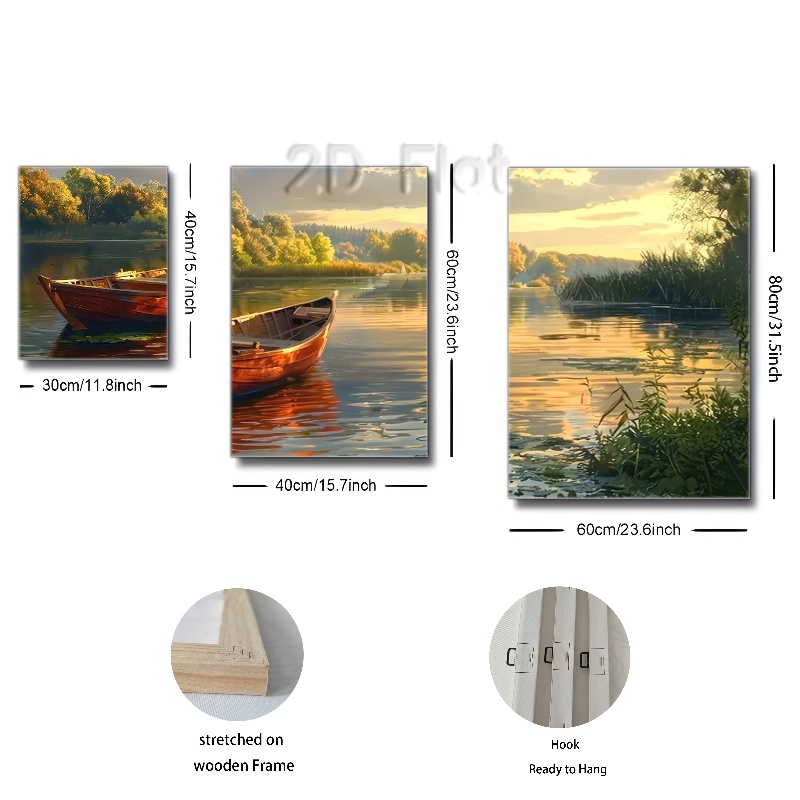 2D Flat
40cm/15.7inch
30cm/11.8inch
60cm/23.6inch
40cm/15.7inch
80cm/31.5inch
60cm/23.6inch
stretched on
wooden Frame
Hook
Ready to Hang